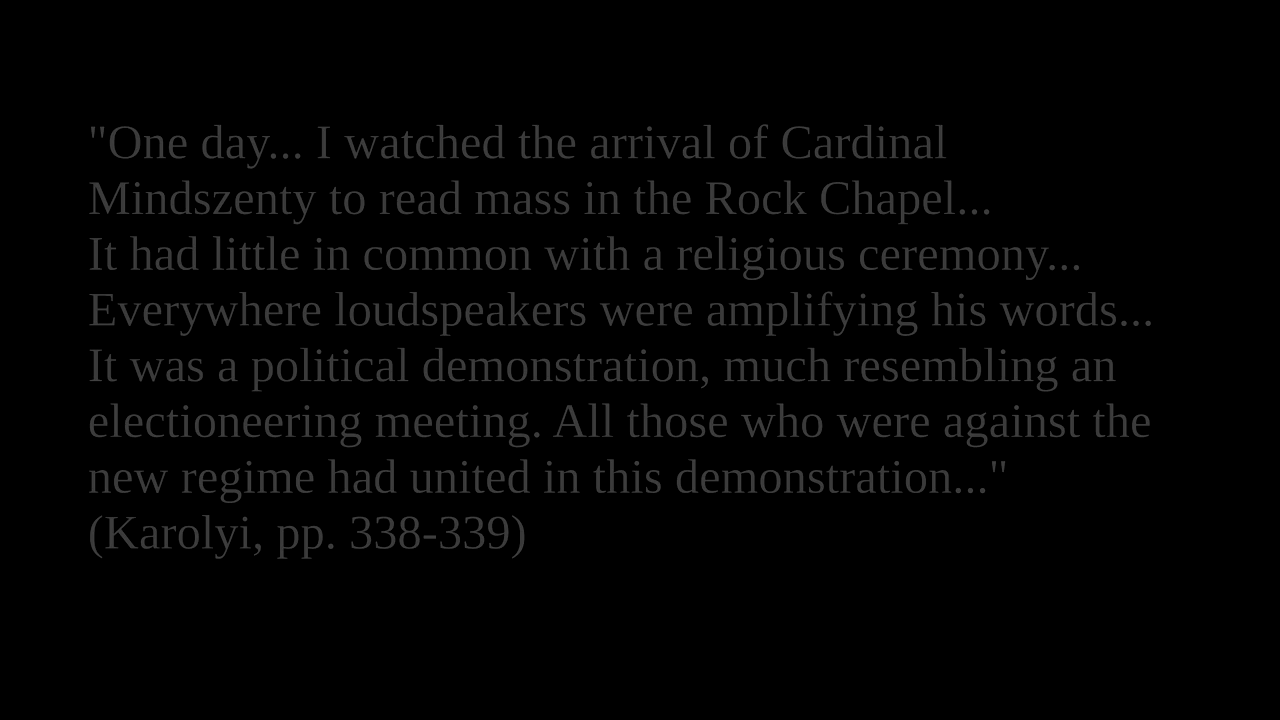 "One day... I watched the arrival of Cardinal
Mindszenty to read mass in the Rock Chapel...
It had little in common with a religious ceremony...
Everywhere loudspeakers were amplifying his words...
It was a political demonstration, much resembling an
electioneering meeting. All those who were against the
new regime had united in this demonstration..."
(Karolyi, pp. 338-339)